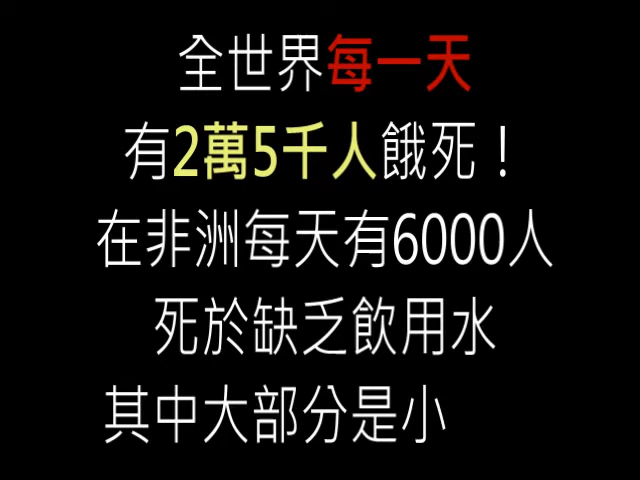 全世界每一天
有2萬5千人餓死！
在非洲每天有6000人
死於缺乏飲用水
其中大部分是小